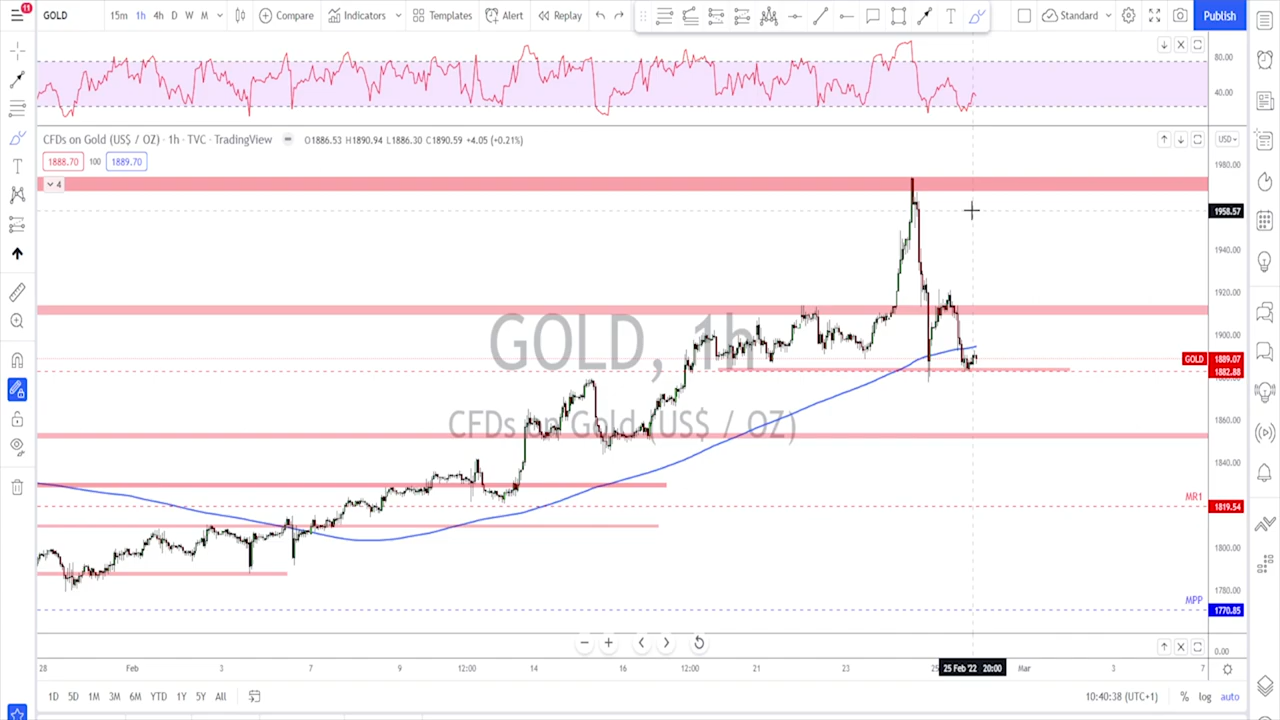 11
GOLD 15m 1h 4h D W M Compare Indicators Templates Alert Replay Standard Publish
80.00
40.00
CFDs on Gold (US$ / OZ) · 1h · TVC · TradingView O1886.53 H1890.94 L1886.30 C1890.59 +4.05 (+0.21%)
USD
1888.70 100 1889.70
1980.00
4
1958.57
1940.00
1920.00
1900.00
GOLD, 1h
GOLD 1889.07
1882.88
1860.00
CFDs on Gold (US$ / OZ)
1840.00
MR1
1819.54
1800.00
1780.00
MPP
1770.85
0.00
28 Feb 3 7 9 12:00 14 16 12:00 21 23 25 Feb '22 20:00 Mar 3 7
1D 5D 1M 3M 6M YTD 1Y 5Y All 10:40:38 (UTC+1) % log auto